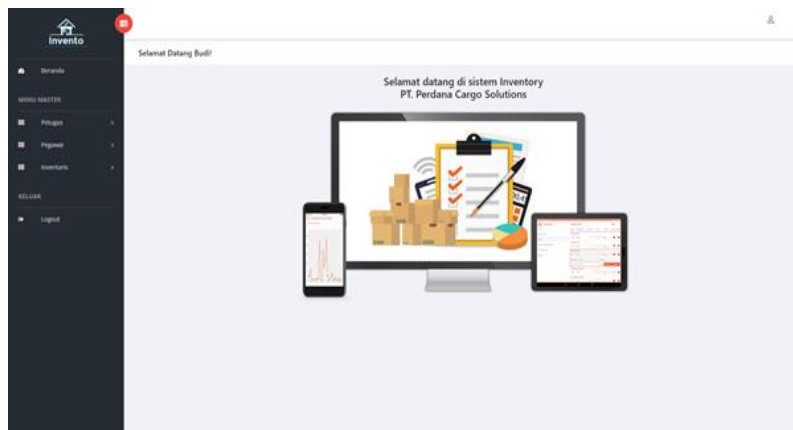 Invento
Selamat Datang Budi!
Beranda
MENU MASTER
Petugas
Pegawai
Inventaris
KELUAR
Logout
Selamat datang di sistem Inventory
PT. Perdana Cargo Solutions